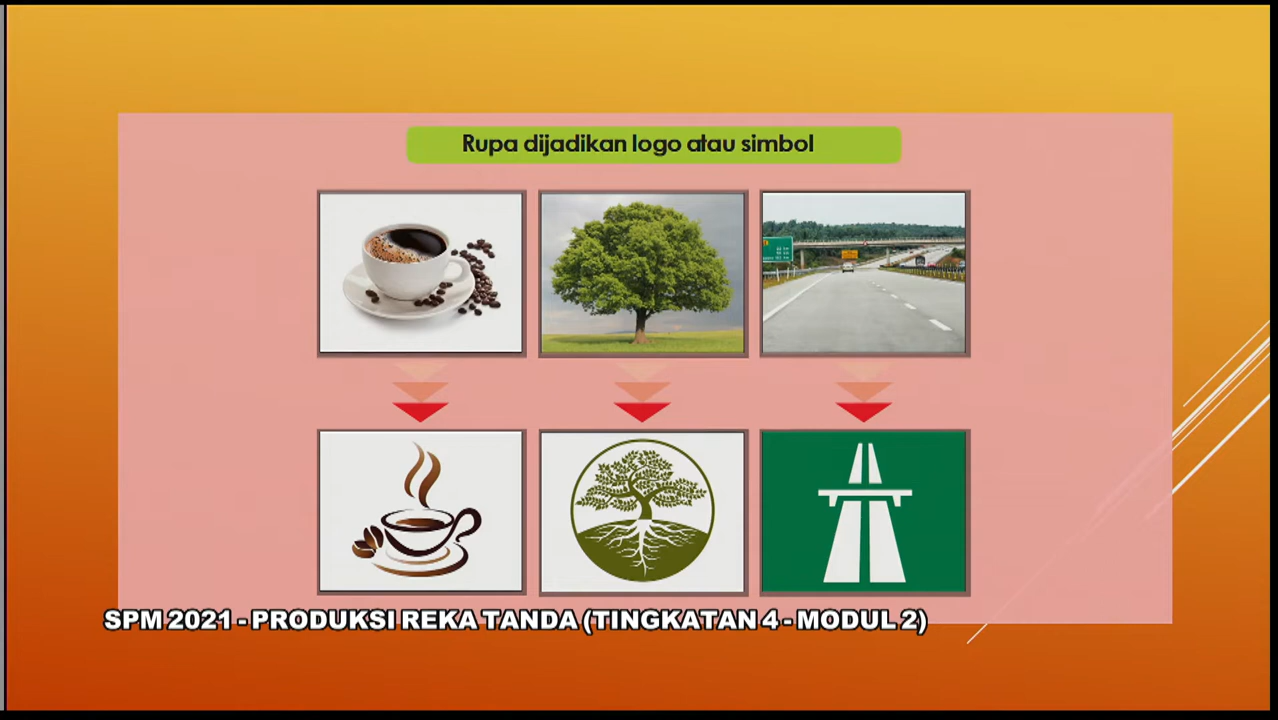 Rupa dijadikan logo atau simbol
SPM 2021 - PRODUKSI REKA TANDA (TINGKATAN 4 - MODUL 2)